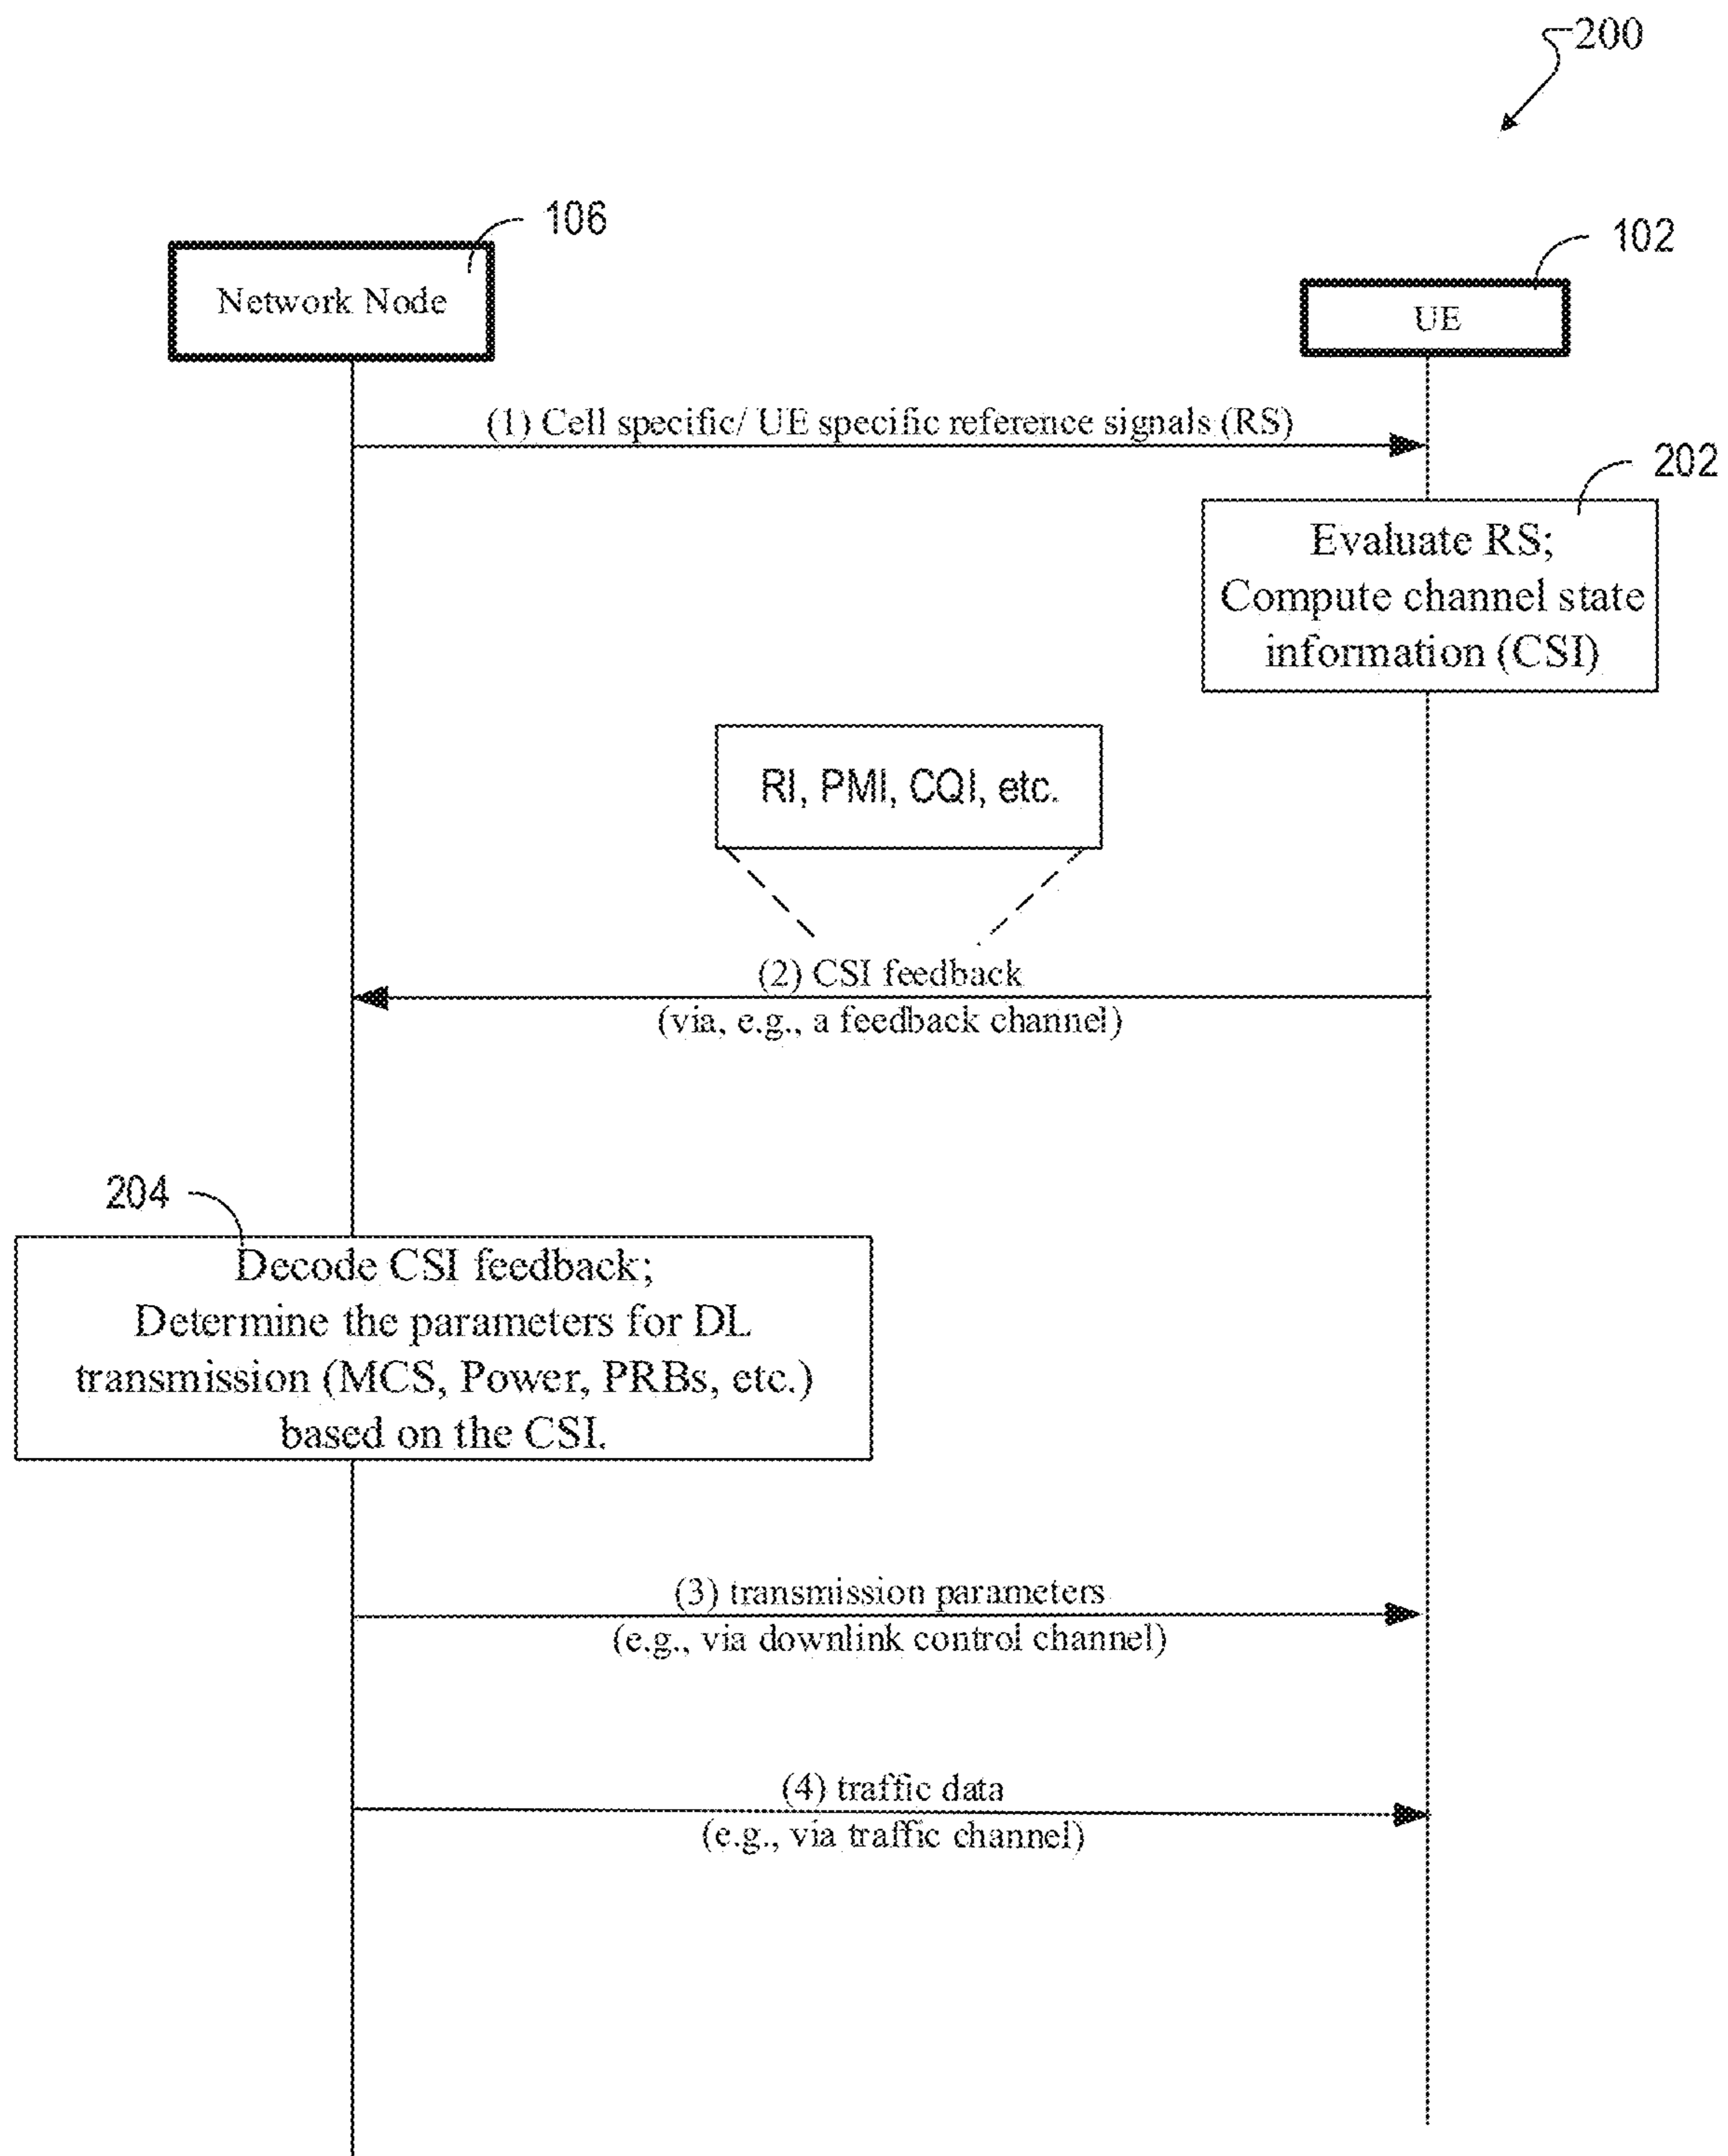 200
106
Network Node
102
UE
(1) Cell specific/ UE specific reference signals (RS)
202
Evaluate RS;
Compute channel state
information (CSI)
RI, PMI, CQI, etc.
(2) CSI feedback
(via, e.g., a feedback channel)
204
Decode CSI feedback;
Determine the parameters for DL
transmission (MCS, Power, PRBs, etc.)
based on the CSI.
(3) transmission parameters
(e.g., via downlink control channel)
(4) traffic data
(e.g., via traffic channel)